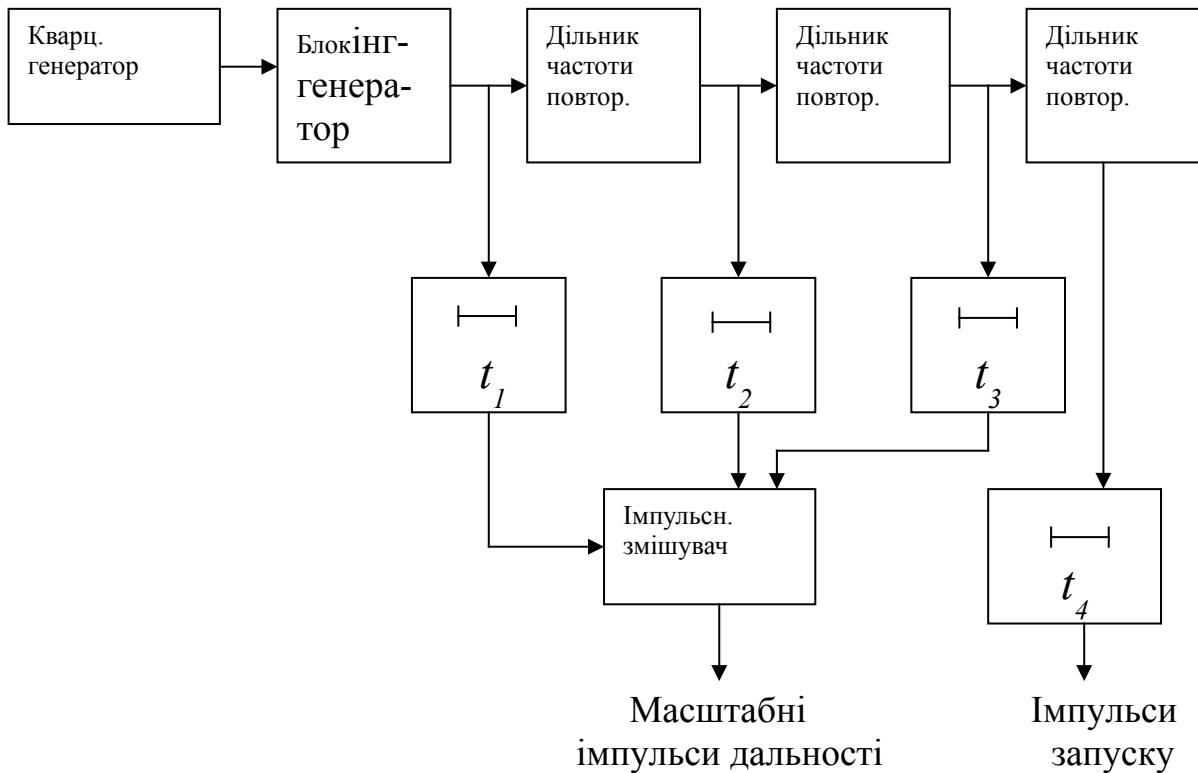 Кварц.
генератор
Блокінг-
генера-
тор
Дільник
частоти
повтор.
Дільник
частоти
повтор.
Дільник
частоти
повтор.
t1
t2
t3
Імпульсн.
змішувач
t4
Масштабні
імпульси дальності
Імпульси
запуску